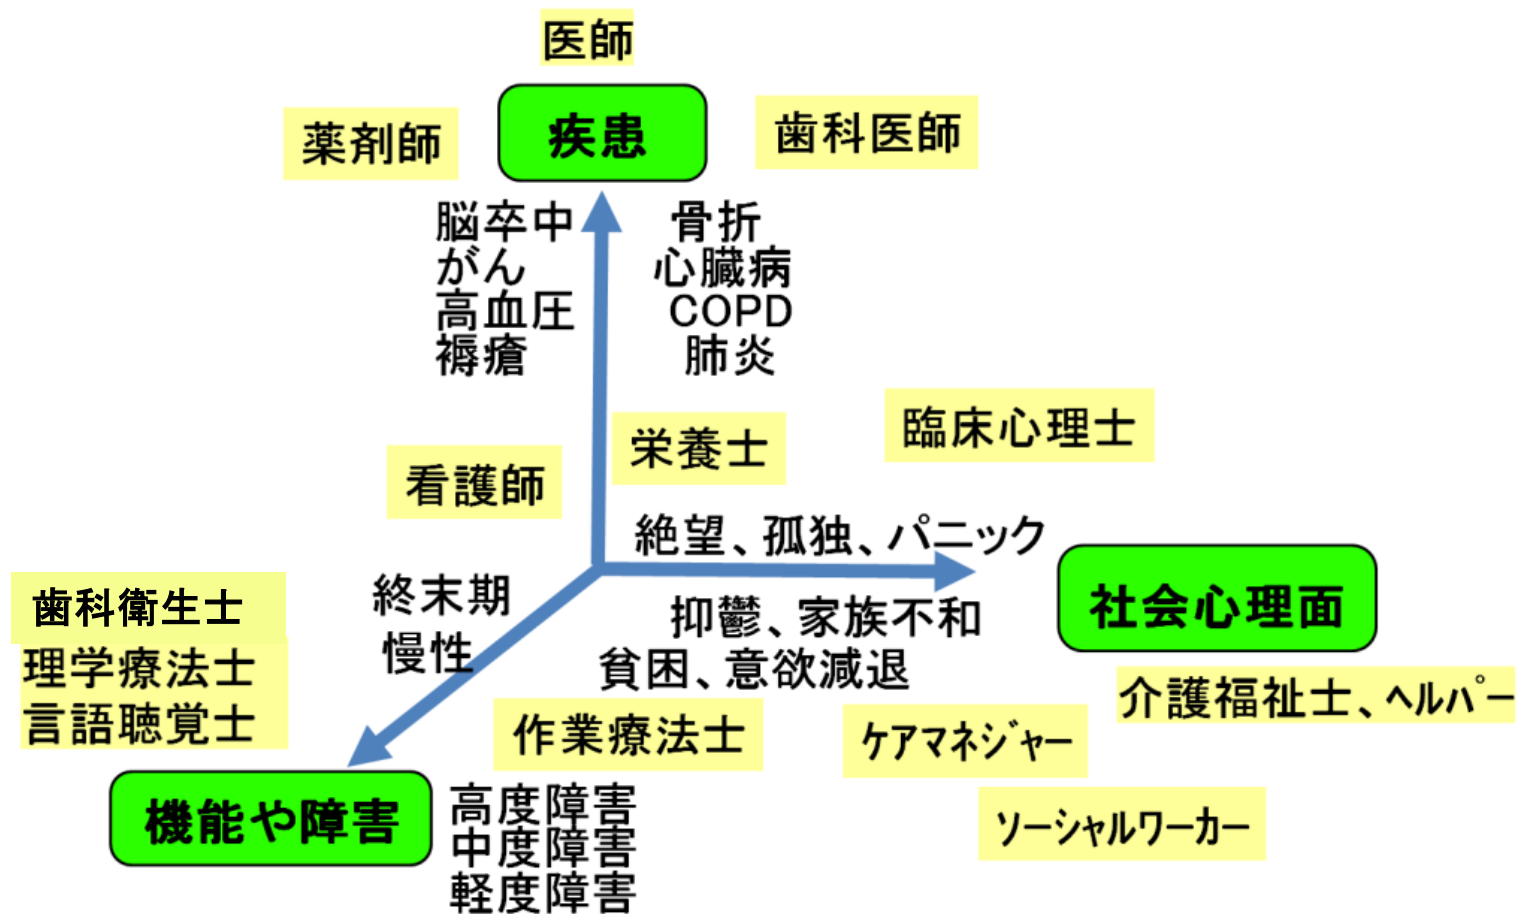 医師
薬剤師
疾患
歯科医師
脳卒中
がん
高血圧
褥瘡
骨折
心臓病
COPD
肺炎
臨床心理士
栄養士
看護師
絶望、孤独、パニック
社会心理面
抑鬱、家族不和
貧困、意欲減退
終末期
慢性
歯科衛生士
理学療法士
言語聴覚士
介護福祉士、ﾍﾙﾊﾟｰ
作業療法士
ｹｱﾏﾈｼﾞｬｰ
ｿｰｼｬﾙﾜｰｶｰ
機能や障害
高度障害
中度障害
軽度障害